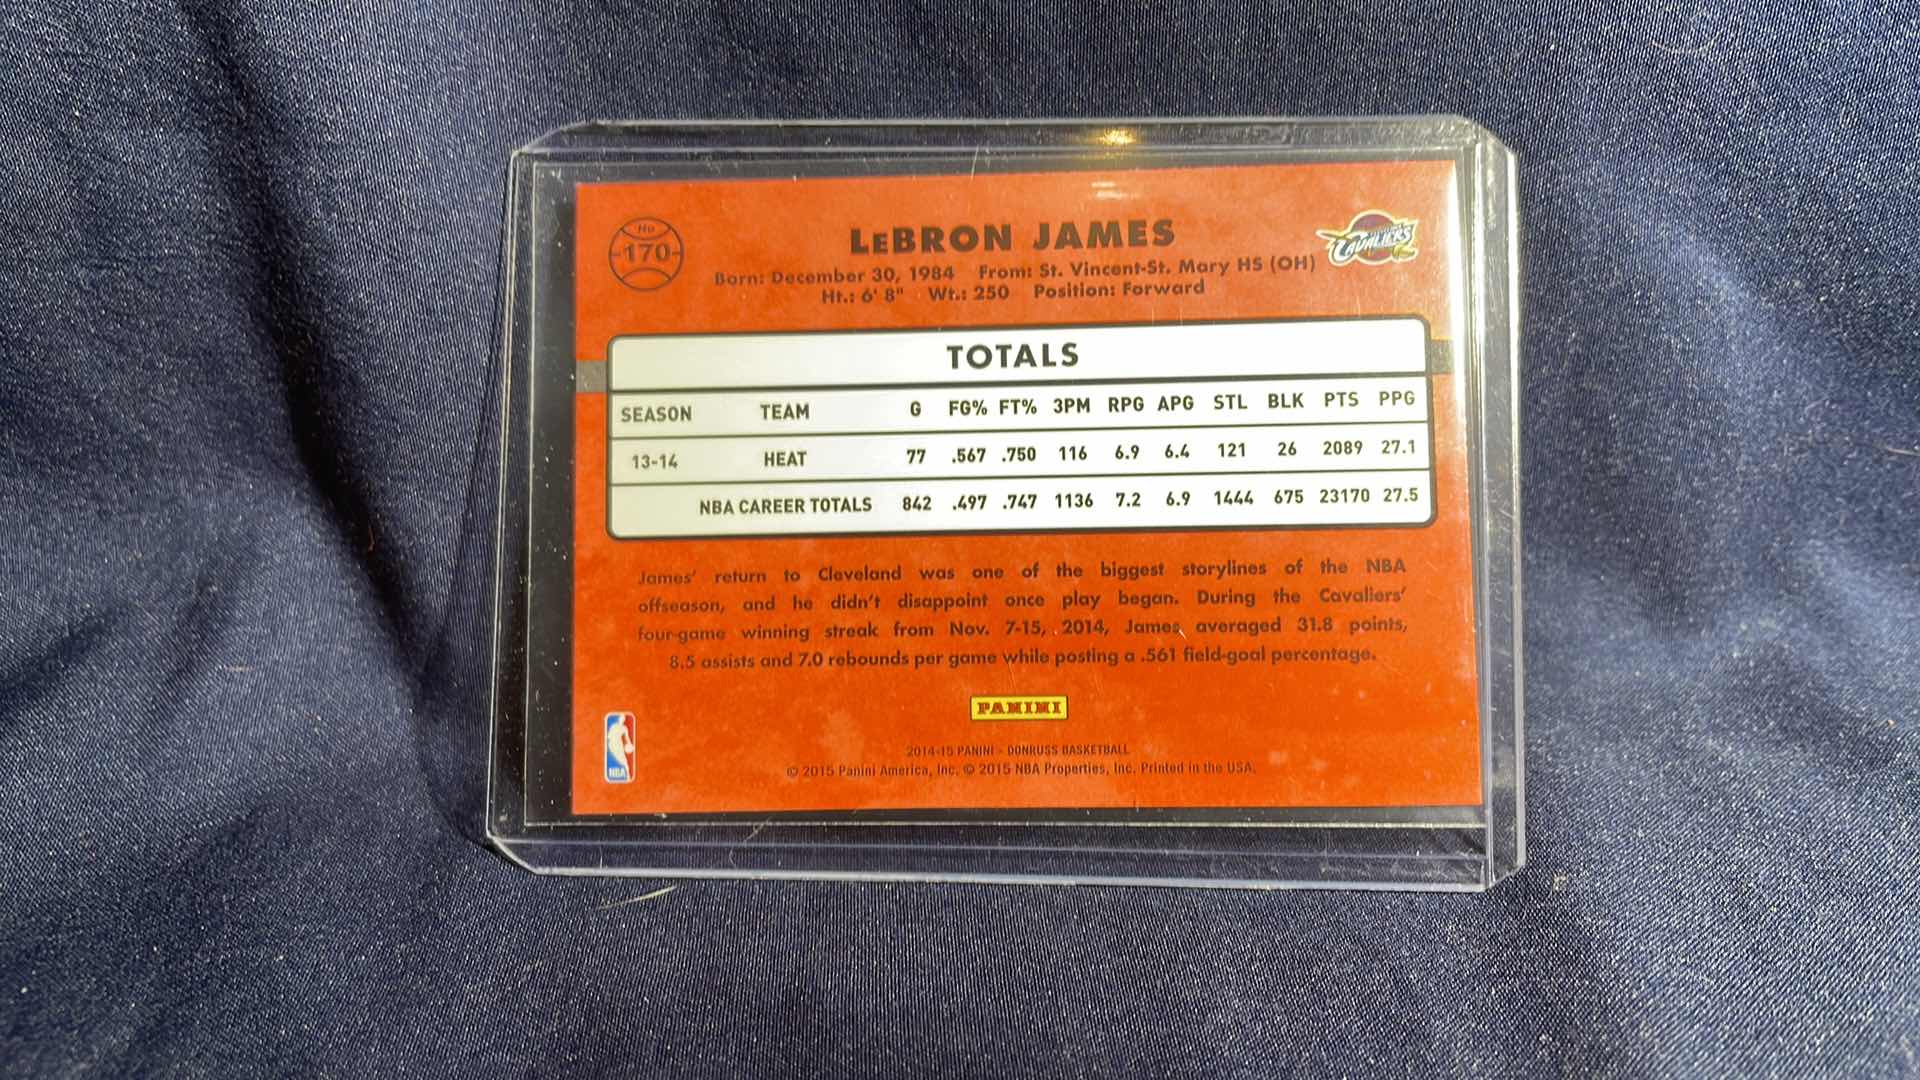 No
170
LEBRON JAMES
CAVALIERS
Born: December 30, 1984 From: St. Vincent-St. Mary HS (OH)
Ht.: 6' 8" Wt.: 250 Position: Forward
TOTALS
SEASON TEAM G FG% FT% 3PM RPG APG STL BLK PTS PPG
13-14 HEAT 77 .567 .750 116 6.9 6.4 121 26 2089 27.1
NBA CAREER TOTALS 842 .497 .747 1136 7.2 6.9 1444 675 23170 27.5
James' return to Cleveland was one of the biggest storylines of the NBA
offseason, and he didn't disappoint once play began. During the Cavaliers'
four-game winning streak from Nov. 7-15, 2014, James averaged 31.8 points,
8.5 assists and 7.0 rebounds per game while posting a .561 field-goal percentage.
PANINI
NBA
2014-15 PANINI - DONRUSS BASKETBALL
© 2015 Panini America, Inc. © 2015 NBA Properties, Inc. Printed in the USA.